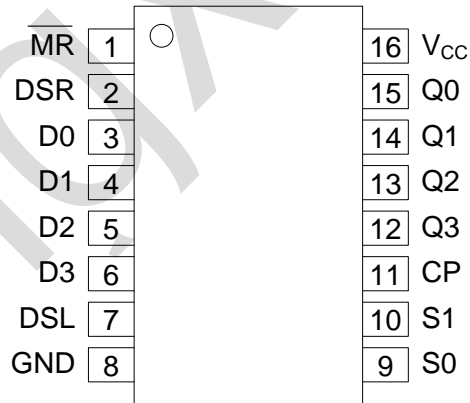 MR 1 16 VCC
DSR 2 15 Q0
D0 3 14 Q1
D1 4 13 Q2
D2 5 12 Q3
D3 6 11 CP
DSL 7 10 S1
GND 8 9 S0